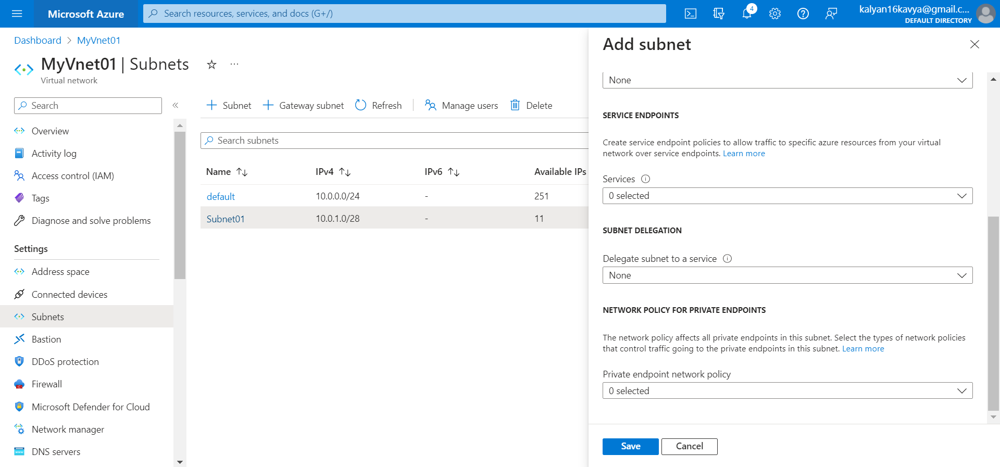 Microsoft Azure
Search resources, services, and docs (G+/)
4
kalyan16kavya@gmail.c...
DEFAULT DIRECTORY
Dashboard > MyVnet01
MyVnet01 | Subnets
...
Virtual network
Search
«
Overview
Activity log
Access control (IAM)
Tags
Diagnose and solve problems
Settings
Address space
Connected devices
Subnets
Bastion
DDoS protection
Firewall
Microsoft Defender for Cloud
Network manager
DNS servers
+ Subnet + Gateway subnet Refresh | Manage users Delete
Search subnets
Name ↑↓ IPv4 ↑↓ IPv6 ↑↓ Available IPs
default 10.0.0.0/24 - 251
Subnet01 10.0.1.0/28 - 11
Add subnet
None
SERVICE ENDPOINTS
Create service endpoint policies to allow traffic to specific azure resources from your virtual
network over service endpoints. Learn more
Services
0 selected
SUBNET DELEGATION
Delegate subnet to a service
None
NETWORK POLICY FOR PRIVATE ENDPOINTS
The network policy affects all private endpoints in this subnet. Select the types of network policies
that control traffic going to the private endpoints in this subnet. Learn more
Private endpoint network policy
0 selected
Save Cancel